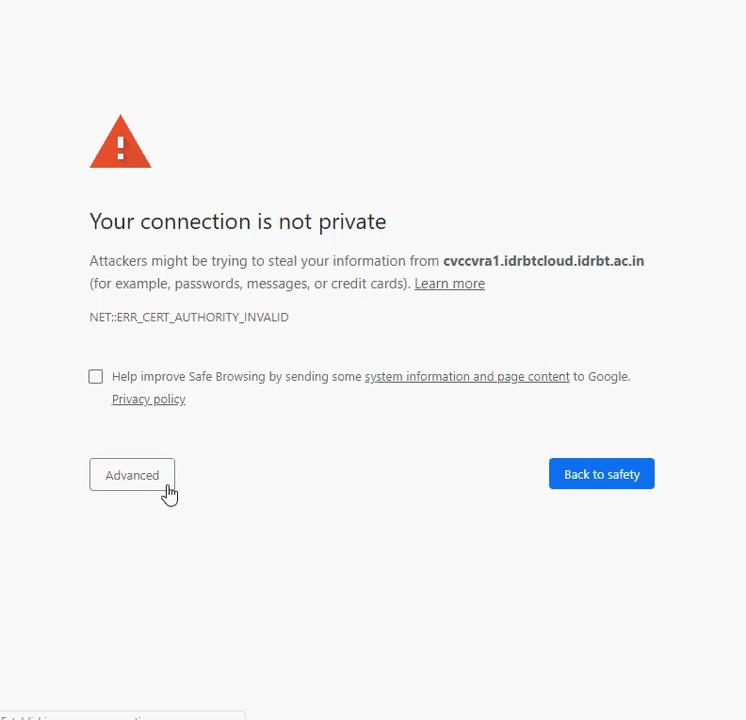 Your connection is not private
Attackers might be trying to steal your information from cvccvra1.idrbtcloud.idrbt.ac.in
(for example, passwords, messages, or credit cards). Learn more
NET::ERR_CERT_AUTHORITY_INVALID
Help improve Safe Browsing by sending some system information and page content to Google.
Privacy policy
Advanced
Back to safety